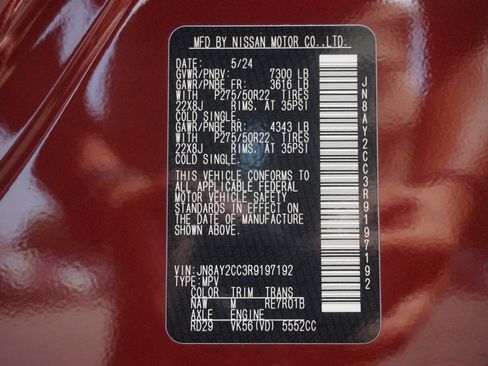 MFD BY NISSAN MOTOR CO.,LTD.
DATE: 5/24
GVWR/PNBV: 7300 LB
GAWR/PNBE FR: 3616 LB
WITH P275/50R22 TIRES
22X8J RIMS, AT 35PSI
COLD SINGLE.
GAWR/PNBE RR: 4343 LB
WITH P275/50R22 TIRES
22X8J RIMS, AT 35PSI
COLD SINGLE.
THIS VEHICLE CONFORMS TO
ALL APPLICABLE FEDERAL
MOTOR VEHICLE SAFETY
STANDARDS IN EFFECT ON
THE DATE OF MANUFACTURE
SHOWN ABOVE.
VIN:JN8AY2CC3R9197192
TYPE:MPV
COLOR TRIM TRANS
NAW M RE7R01B
AXLE ENGINE
RD29 VK56(VD) 5552CC
JN8AY2CC3R9197192